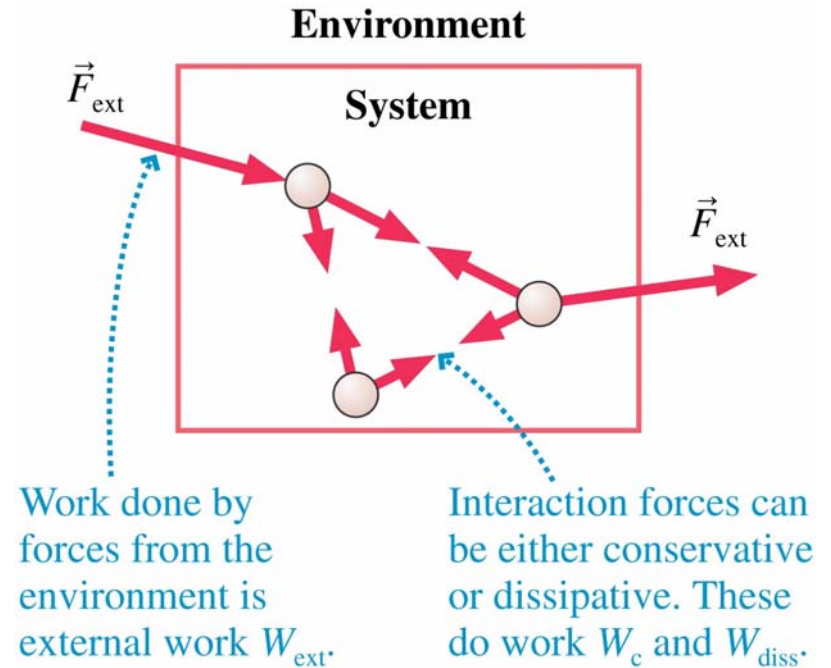 Environment
F⃗ext
System
F⃗ext
Work done by
forces from the
environment is
external work Wext.
Interaction forces can
be either conservative
or dissipative. These
do work Wc and Wdiss.